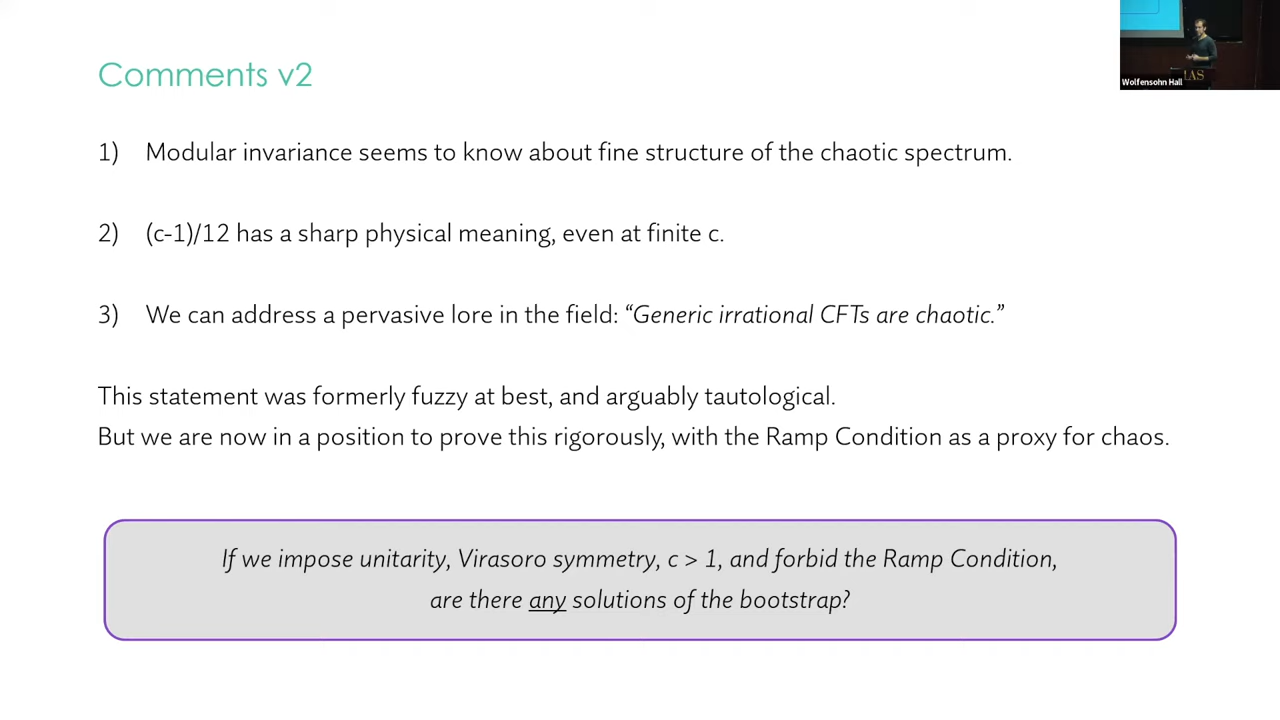 Comments v2
Wolfensohn Hall
IAS
1) Modular invariance seems to know about fine structure of the chaotic spectrum.
2) (c-1)/12 has a sharp physical meaning, even at finite c.
3) We can address a pervasive lore in the field: “Generic irrational CFTs are chaotic.”
This statement was formerly fuzzy at best, and arguably tautological.
But we are now in a position to prove this rigorously, with the Ramp Condition as a proxy for chaos.
If we impose unitarity, Virasoro symmetry, c > 1, and forbid the Ramp Condition,
are there any solutions of the bootstrap?